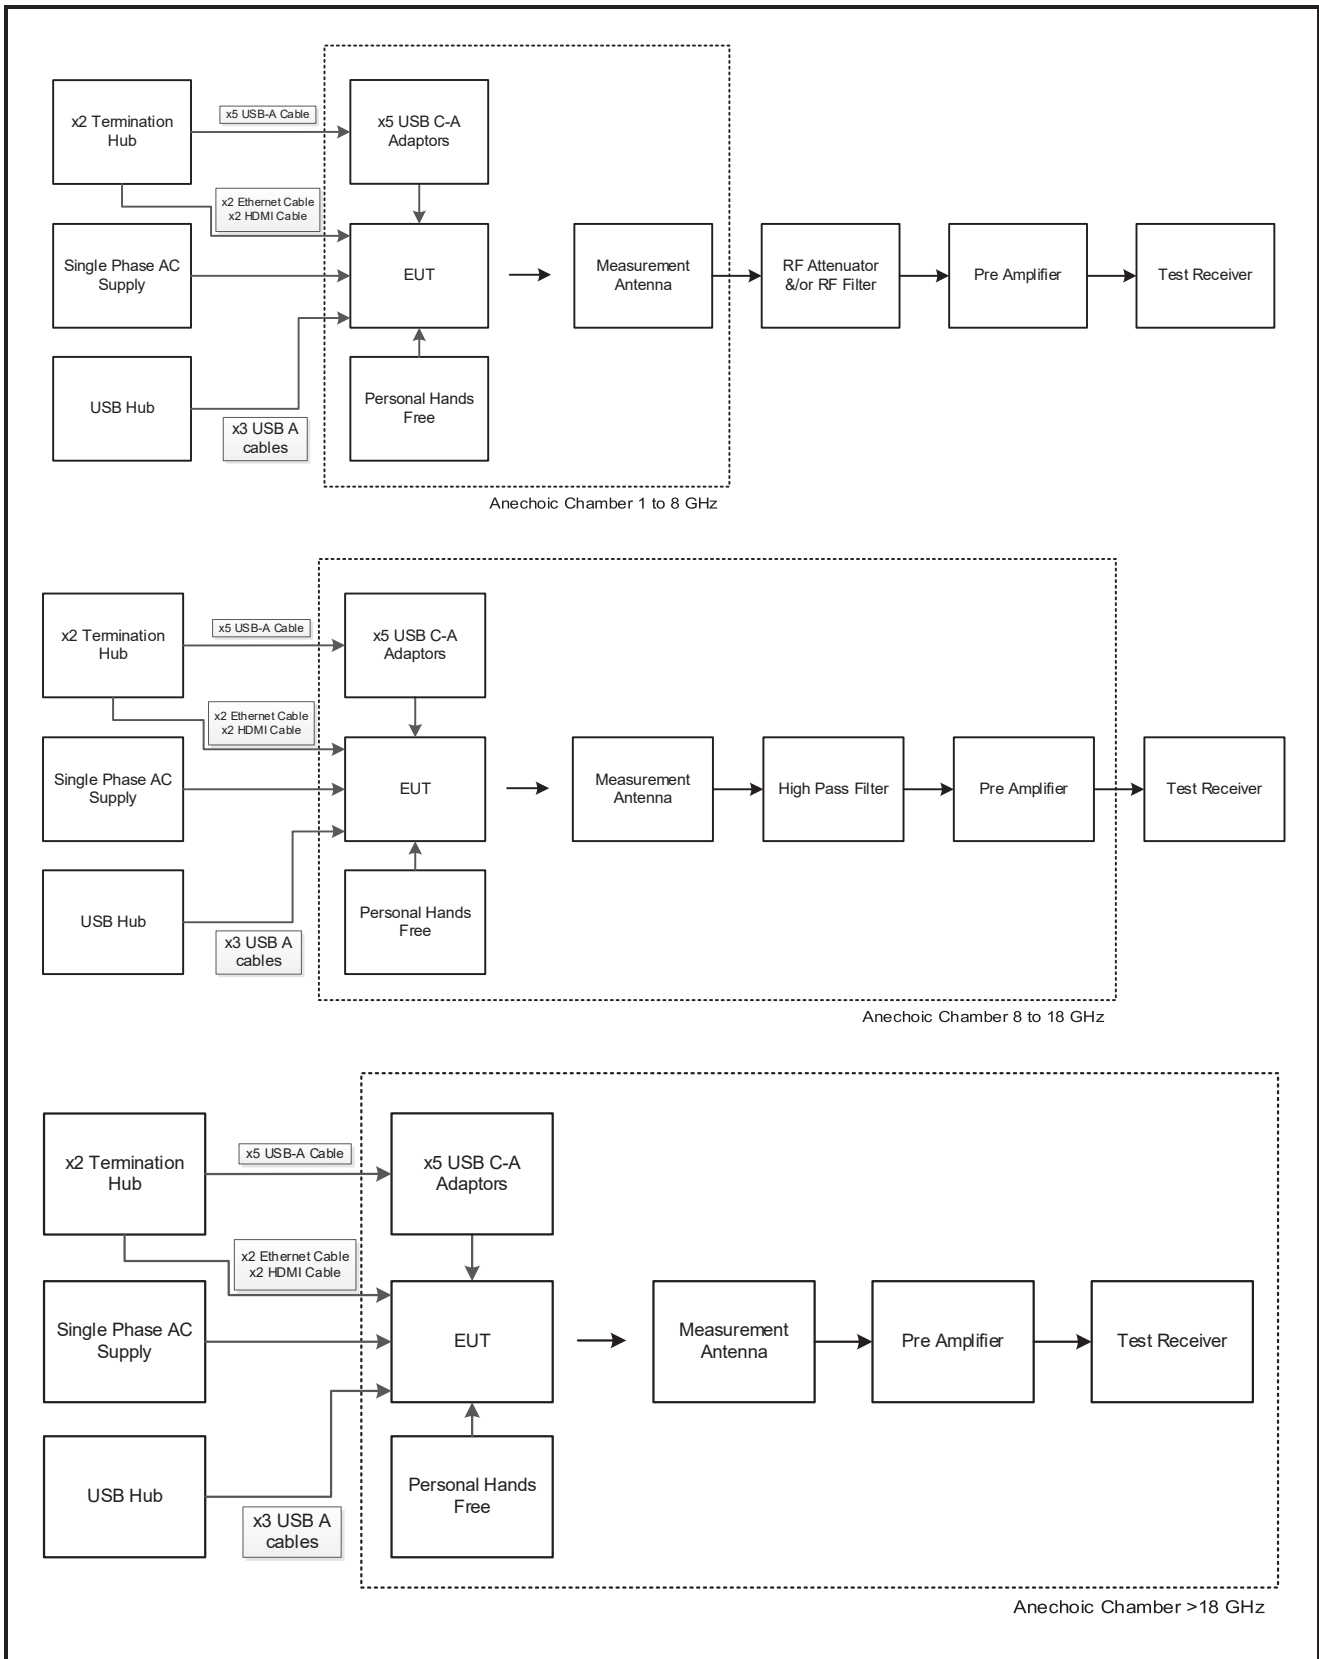 x2 Termination
Hub
x5 USB-A Cable
x5 USB C-A
Adaptors
x2 Ethernet Cable
x2 HDMI Cable
Single Phase AC
Supply
EUT
Measurement
Antenna
RF Attenuator
&/or RF Filter
Pre Amplifier
Test Receiver
USB Hub
x3 USB A
cables
Personal Hands
Free
Anechoic Chamber 1 to 8 GHz
x2 Termination
Hub
x5 USB-A Cable
x5 USB C-A
Adaptors
x2 Ethernet Cable
x2 HDMI Cable
Single Phase AC
Supply
EUT
Measurement
Antenna
High Pass Filter
Pre Amplifier
Test Receiver
USB Hub
x3 USB A
cables
Personal Hands
Free
Anechoic Chamber 8 to 18 GHz
x2 Termination
Hub
x5 USB-A Cable
x5 USB C-A
Adaptors
x2 Ethernet Cable
x2 HDMI Cable
Single Phase AC
Supply
EUT
Measurement
Antenna
Pre Amplifier
Test Receiver
USB Hub
x3 USB A
cables
Personal Hands
Free
Anechoic Chamber >18 GHz